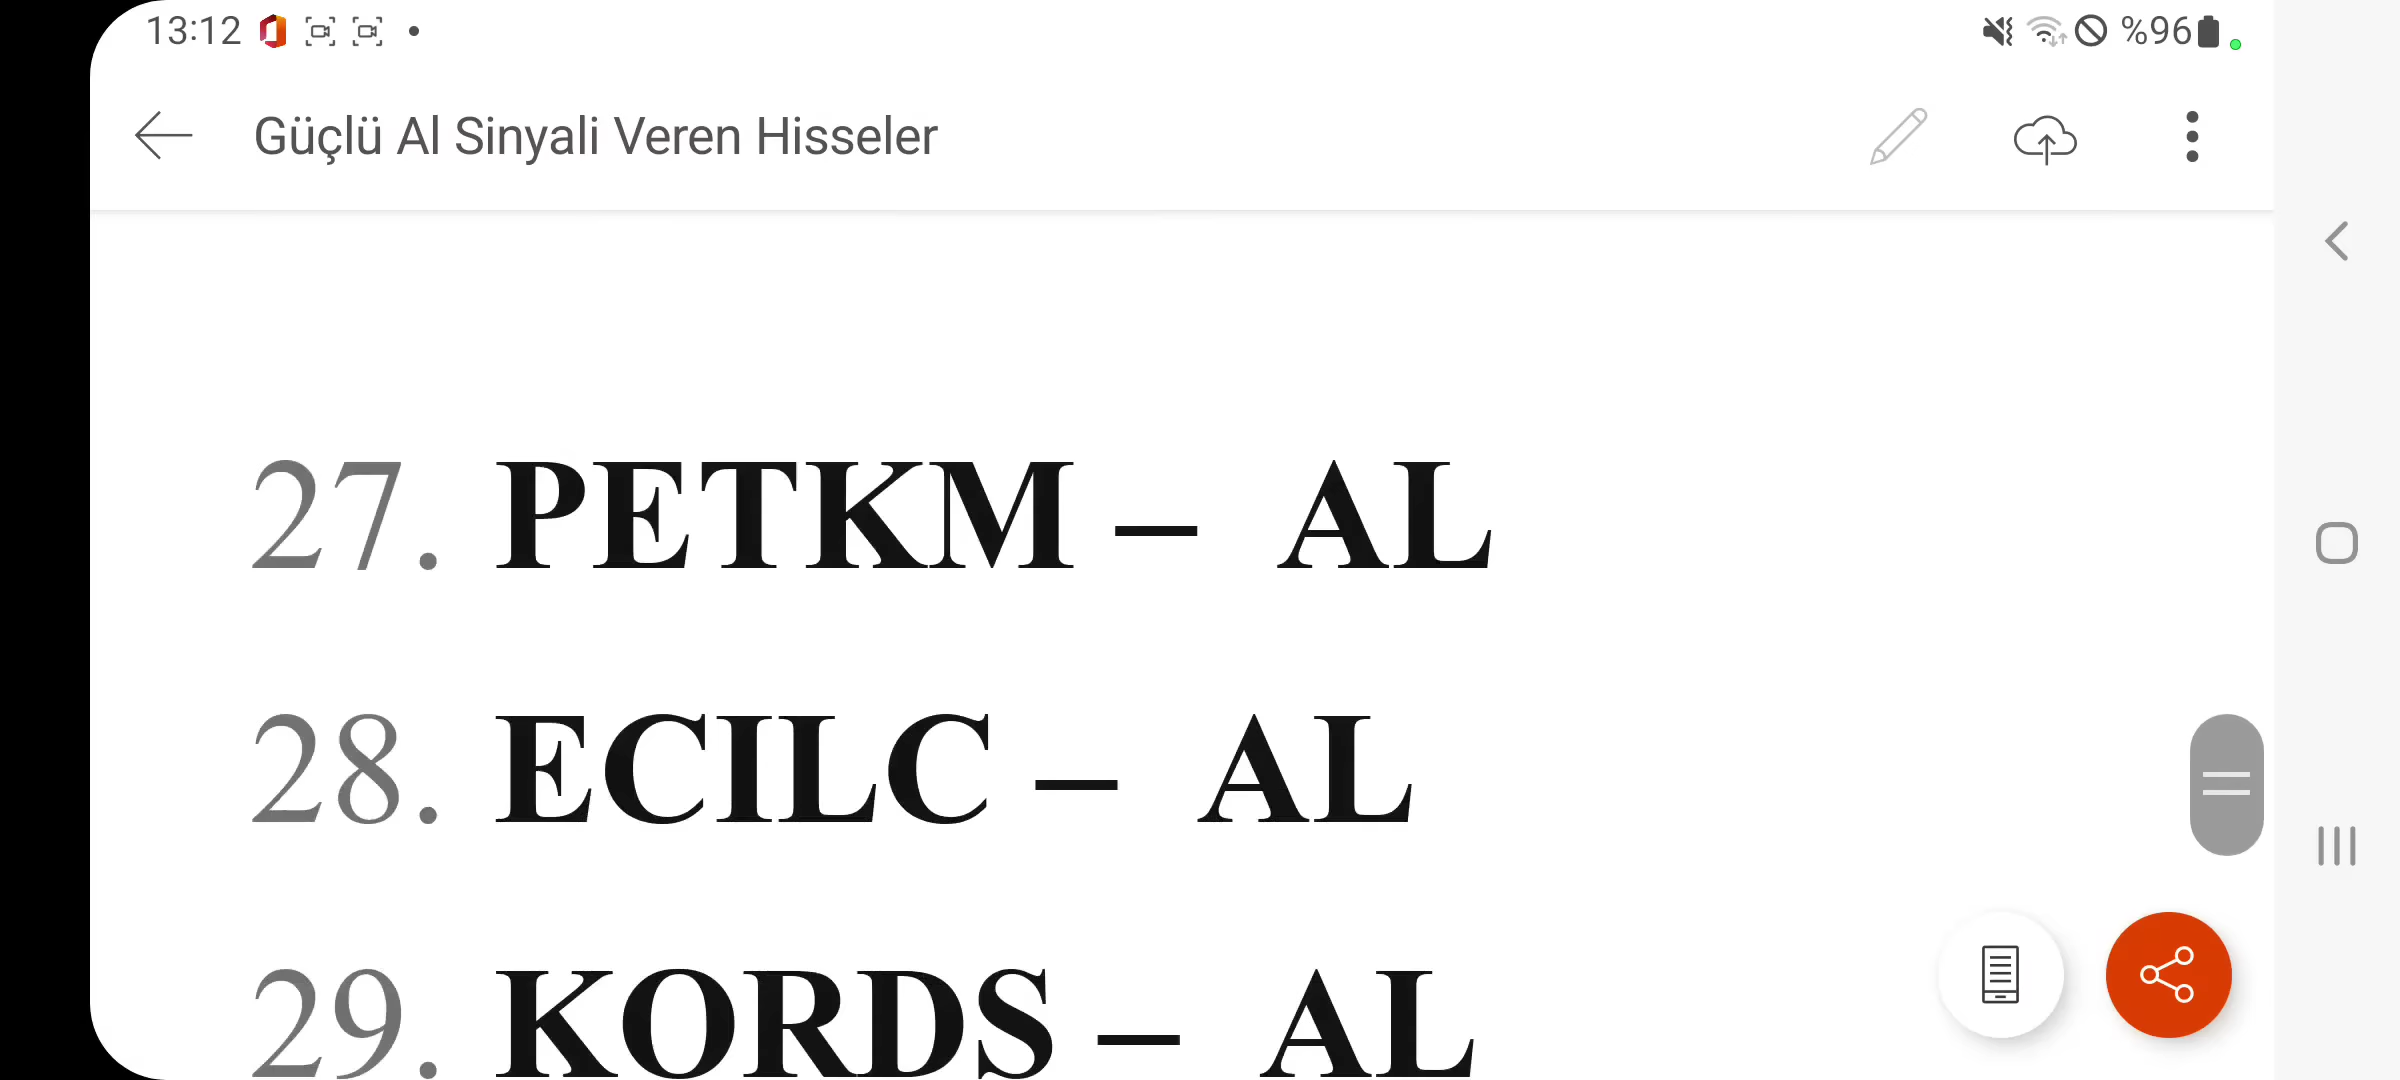 13:12 %96
Güçlü Al Sinyali Veren Hisseler
27. PETKM – AL
28. ECILC – AL
29. KORDS – AL